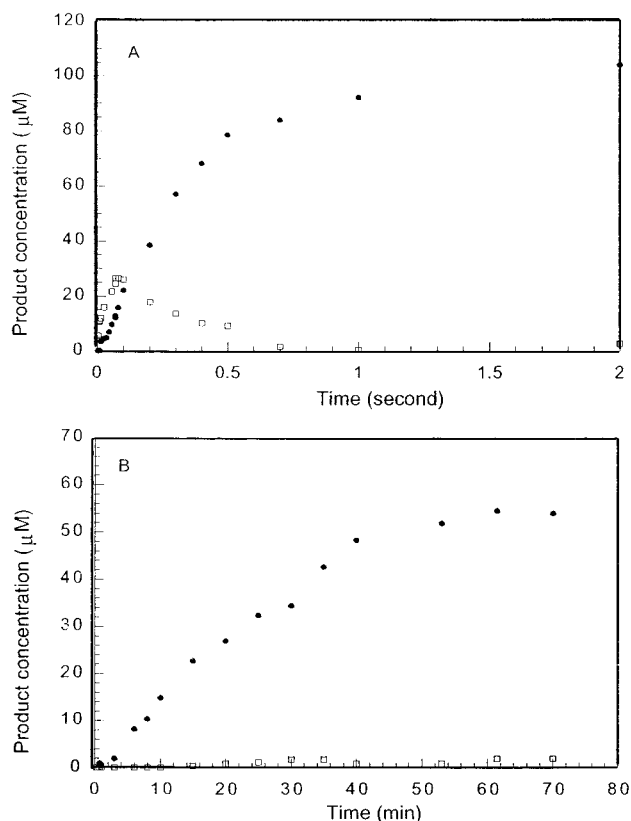 120
A
100
80
60
40
20
0
0 0.5 1 1.5 2
Product concentration ( μM)
Time (second)
70
B
60
50
40
30
20
10
0
0 10 20 30 40 50 60 70 80
Product concentration ( μM)
Time (min)